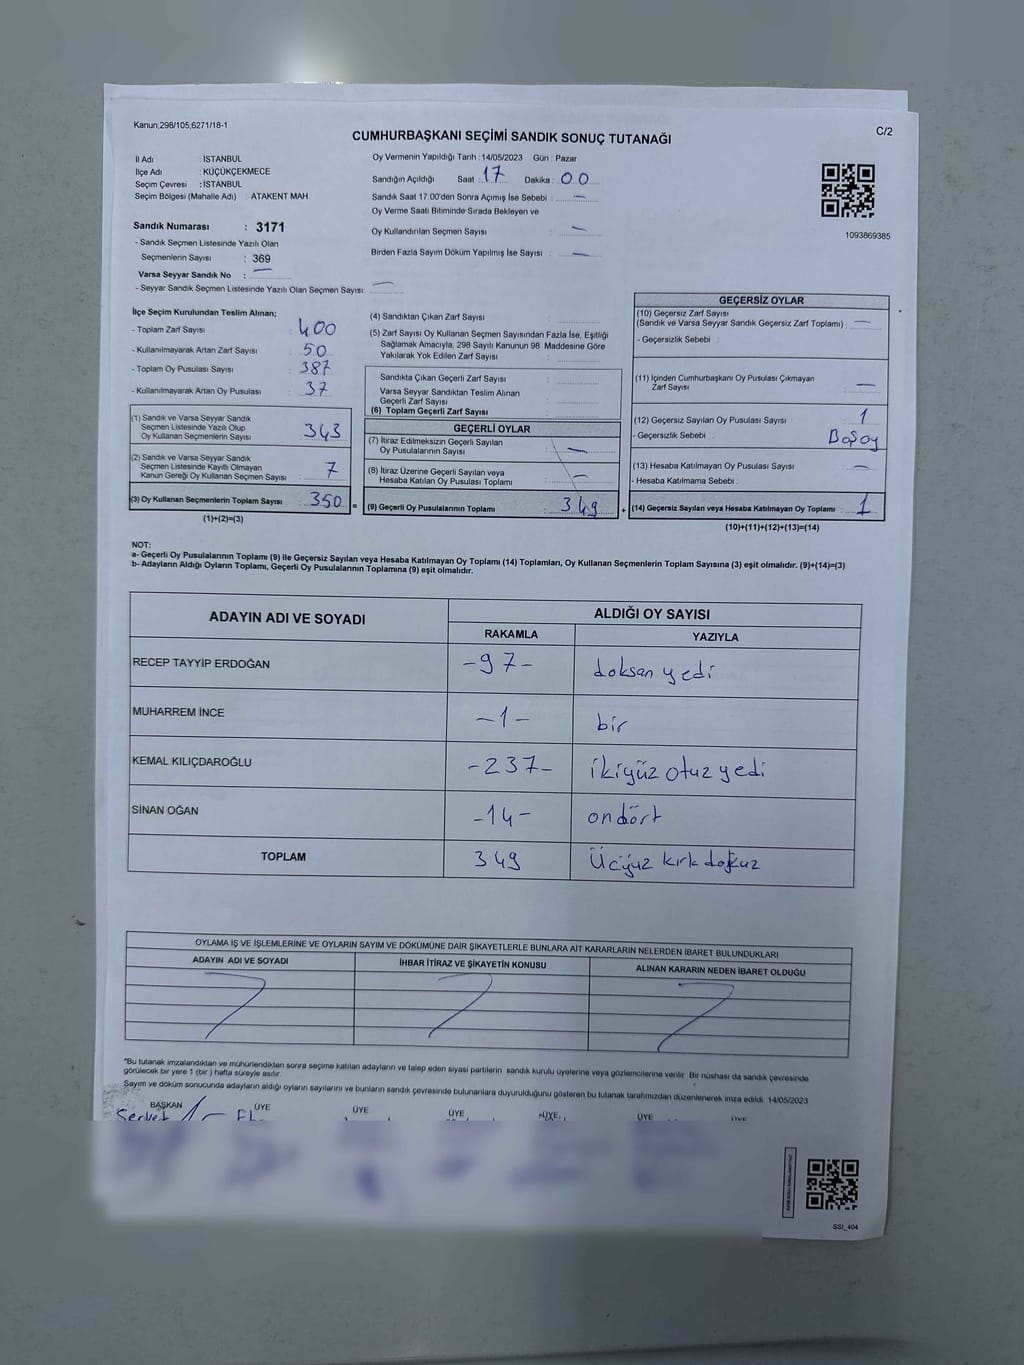 Kanun,298/105,6271/18-1
CUMHURBAŞKANI SEÇİMİ SANDIK SONUÇ TUTANAĞI
C/2
İl Adı : İSTANBUL
İlçe Adı : KÜÇÜKÇEKMECE
Seçim Çevresi : İSTANBUL
Seçim Bölgesi (Mahalle Adı) : ATAKENT MAH.
Sandık Numarası : 3171
- Sandık Seçmen Listesinde Yazılı Olan
Seçmenlerin Sayısı : 369
Varsa Seyyar Sandık No : —
- Seyyar Sandık Seçmen Listesinde Yazılı Olan Seçmen Sayısı: —
Oy Vermenin Yapıldığı Tarih : 14/05/2023 Gün : Pazar
Sandığın Açıldığı Saat : 17 Dakika : 00
Sandık Saat 17:00'den Sonra Açımış İse Sebebi : —
Oy Verme Saati Bitiminde Sırada Bekleyen ve
Oy Kullandırılan Seçmen Sayısı : —
Birden Fazla Sayım Döküm Yapılmış İse Sayısı : —
1093869385
İlçe Seçim Kurulundan Teslim Alınan;
- Toplam Zarf Sayısı : 400
- Kullanılmayarak Artan Zarf Sayısı : 50
- Toplam Oy Pusulası Sayısı : 387
- Kullanılmayarak Artan Oy Pusulası : 37
(1) Sandık ve Varsa Seyyar Sandık
Seçmen Listesinde Yazılı Olup
Oy Kullanan Seçmenlerin Sayısı : 343
(2) Sandık ve Varsa Seyyar Sandık
Seçmen Listesinde Kayıtlı Olmayan
Kanun Gereği Oy Kullanan Seçmen Sayısı : 7
(3) Oy Kullanan Seçmenlerin Toplam Sayısı : 350
(1)+(2)=(3)
(4) Sandıktan Çıkan Zarf Sayısı :
(5) Zarf Sayısı Oy Kullanan Seçmen Sayısından Fazla İse, Eşitliği
Sağlamak Amacıyla, 298 Sayılı Kanunun 98. Maddesine Göre
Yakılarak Yok Edilen Zarf Sayısı :
Sandıkta Çıkan Geçerli Zarf Sayısı :
Varsa Seyyar Sandıktan Teslim Alınan
Geçerli Zarf Sayısı :
(6) Toplam Geçerli Zarf Sayısı :
GEÇERLİ OYLAR
(7) İtiraz Edilmeksizin Geçerli Sayılan
Oy Pusulalarının Sayısı : —
(8) İtiraz Üzerine Geçerli Sayılan veya
Hesaba Katılan Oy Pusulası Toplamı : —
= (9) Geçerli Oy Pusulalarının Toplamı : 349
GEÇERSİZ OYLAR
(10) Geçersiz Zarf Sayısı
(Sandık ve Varsa Seyyar Sandık Geçersiz Zarf Toplamı) : —
- Geçersizlik Sebebi :
(11) İçinden Cumhurbaşkanı Oy Pusulası Çıkmayan
Zarf Sayısı : —
(12) Geçersiz Sayılan Oy Pusulası Sayısı : 1
- Geçersizlik Sebebi : Boşoy
(13) Hesaba Katılmayan Oy Pusulası Sayısı : —
- Hesaba Katılmama Sebebi :
+ (14) Geçersiz Sayılan veya Hesaba Katılmayan Oy Toplamı : 1
(10)+(11)+(12)+(13)=(14)
NOT:
a- Geçerli Oy Pusulalarının Toplamı (9) ile Geçersiz Sayılan veya Hesaba Katılmayan Oy Toplamı (14) Toplamları, Oy Kullanan Seçmenlerin Toplam Sayısına (3) eşit olmalıdır. (9)+(14)=(3)
b- Adayların Aldığı Oyların Toplamı, Geçerli Oy Pusulalarının Toplamına (9) eşit olmalıdır.
ADAYIN ADI VE SOYADI
ALDIĞI OY SAYISI
RAKAMLA YAZIYLA
RECEP TAYYİP ERDOĞAN -97- doksan yedi
MUHARREM İNCE -1- bir
KEMAL KILIÇDAROĞLU -237- ikiyüz otuz yedi
SİNAN OĞAN -14- ondört
TOPLAM 349 Üçyüz kırk dokuz
OYLAMA İŞ VE İŞLEMLERİNE VE OYLARIN SAYIM VE DÖKÜMÜNE DAİR ŞİKAYETLERLE BUNLARA AİT KARARLARIN NELERDEN İBARET BULUNDUKLARI
ADAYIN ADI VE SOYADI İHBAR İTİRAZ VE ŞİKAYETİN KONUSU ALINAN KARARIN NEDEN İBARET OLDUĞU
*Bu tutanak imzalandıktan ve mühürlendikten sonra seçime katılan adayların ve talep eden siyasi partilerin sandık kurulu üyelerine veya gözlemcilerine verilir. Bir nüshası da sandık çevresinde
görülecek bir yere 1 (bir ) hafta süreyle asılır.
Sayım ve döküm sonucunda adayların aldığı oyların sayılarını ve bunların sandık çevresinde bulunanlara duyurulduğunu gösteren bu tutanak tarafımızdan düzenlenerek imza edildi. 14/05/2023
BAŞKAN ÜYE ÜYE ÜYE ÜYE ÜYE ÜYE
Servet
SSI_404